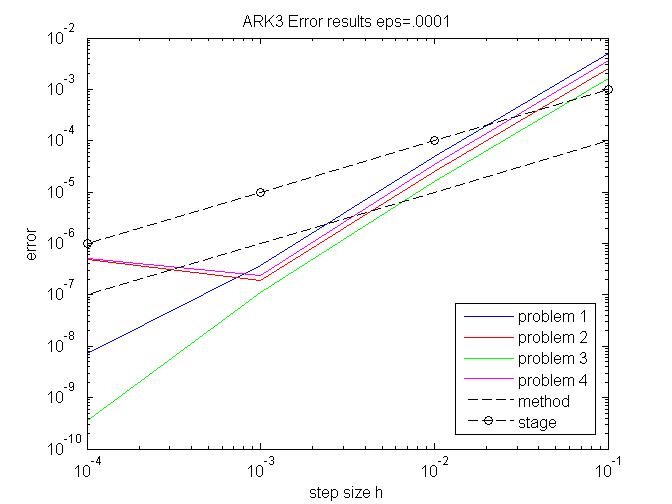 ARK3 Error results eps=.0001
10^-2
10^-3
10^-4
10^-5
10^-6
10^-7
10^-8
10^-9
10^-10
error
problem 1
problem 2
problem 3
problem 4
method
stage
10^-4
10^-3
10^-2
10^-1
step size h